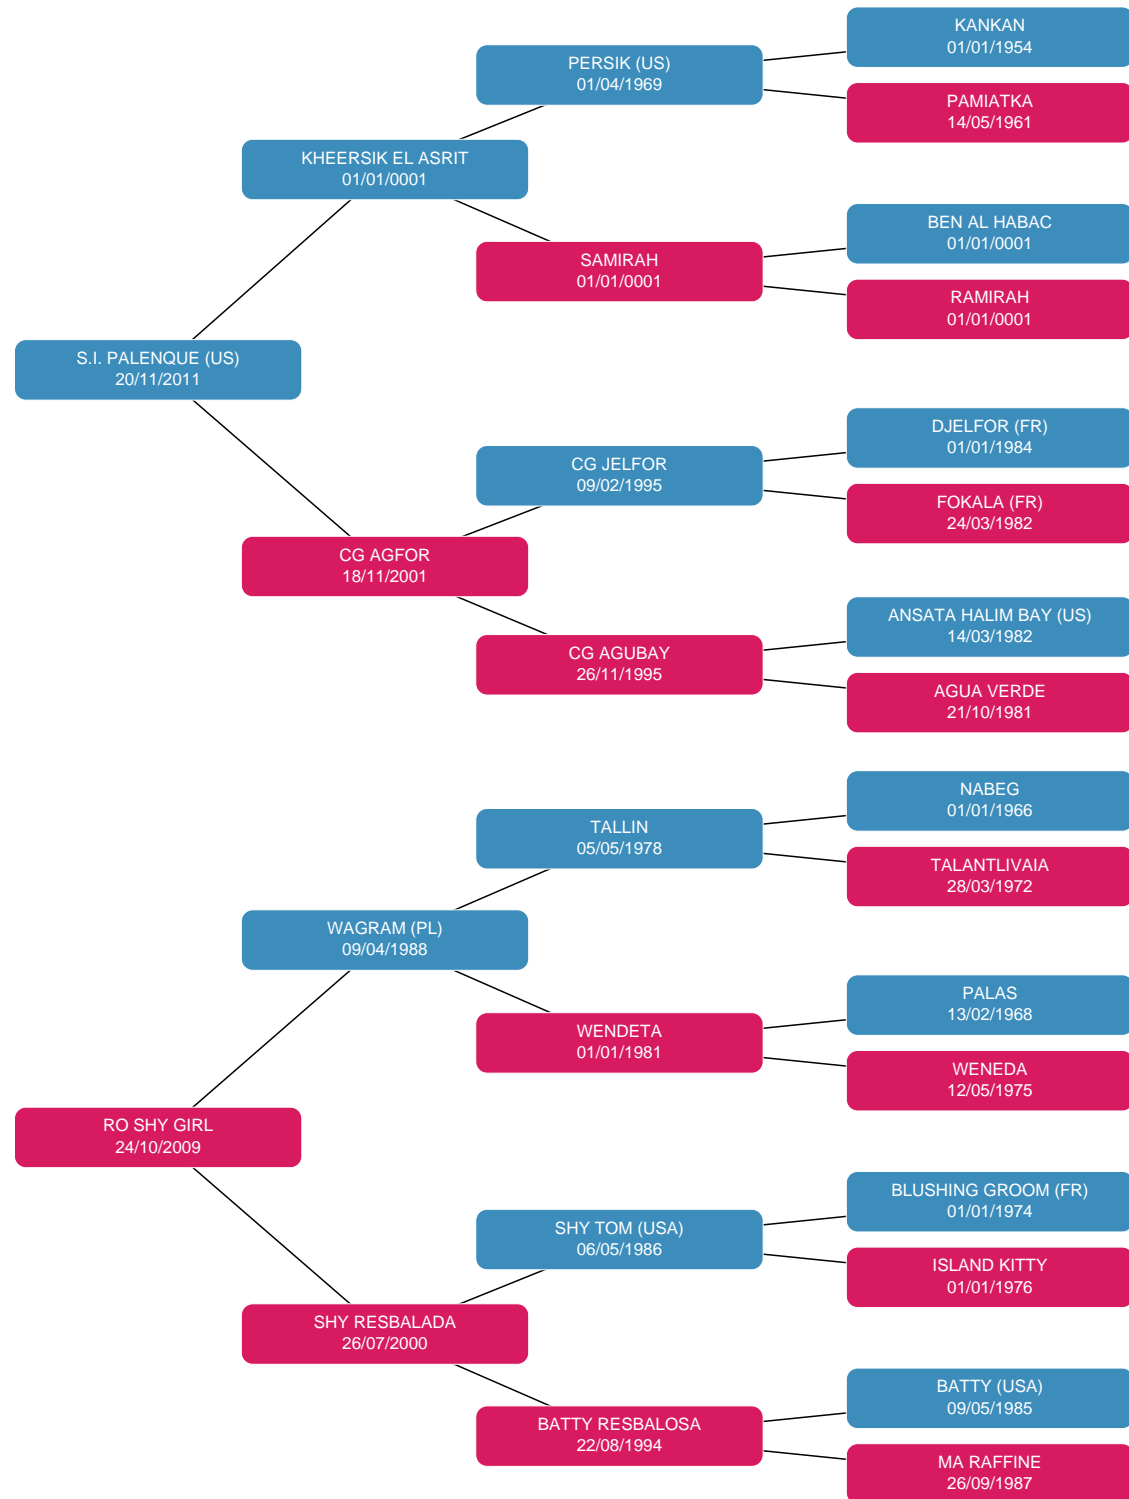 KANKAN
01/01/1954
PERSIK (US)
01/04/1969
PAMIATKA
14/05/1961
KHEERSIK EL ASRIT
01/01/0001
BEN AL HABAC
01/01/0001
SAMIRAH
01/01/0001
RAMIRAH
01/01/0001
S.I. PALENQUE (US)
20/11/2011
DJELFOR (FR)
01/01/1984
CG JELFOR
09/02/1995
FOKALA (FR)
24/03/1982
CG AGFOR
18/11/2001
ANSATA HALIM BAY (US)
14/03/1982
CG AGUBAY
26/11/1995
AGUA VERDE
21/10/1981
NABEG
01/01/1966
TALLIN
05/05/1978
TALANTLIVAIA
28/03/1972
WAGRAM (PL)
09/04/1988
PALAS
13/02/1968
WENDETA
01/01/1981
WENEDA
12/05/1975
RO SHY GIRL
24/10/2009
BLUSHING GROOM (FR)
01/01/1974
SHY TOM (USA)
06/05/1986
ISLAND KITTY
01/01/1976
SHY RESBALADA
26/07/2000
BATTY (USA)
09/05/1985
BATTY RESBALOSA
22/08/1994
MA RAFFINE
26/09/1987